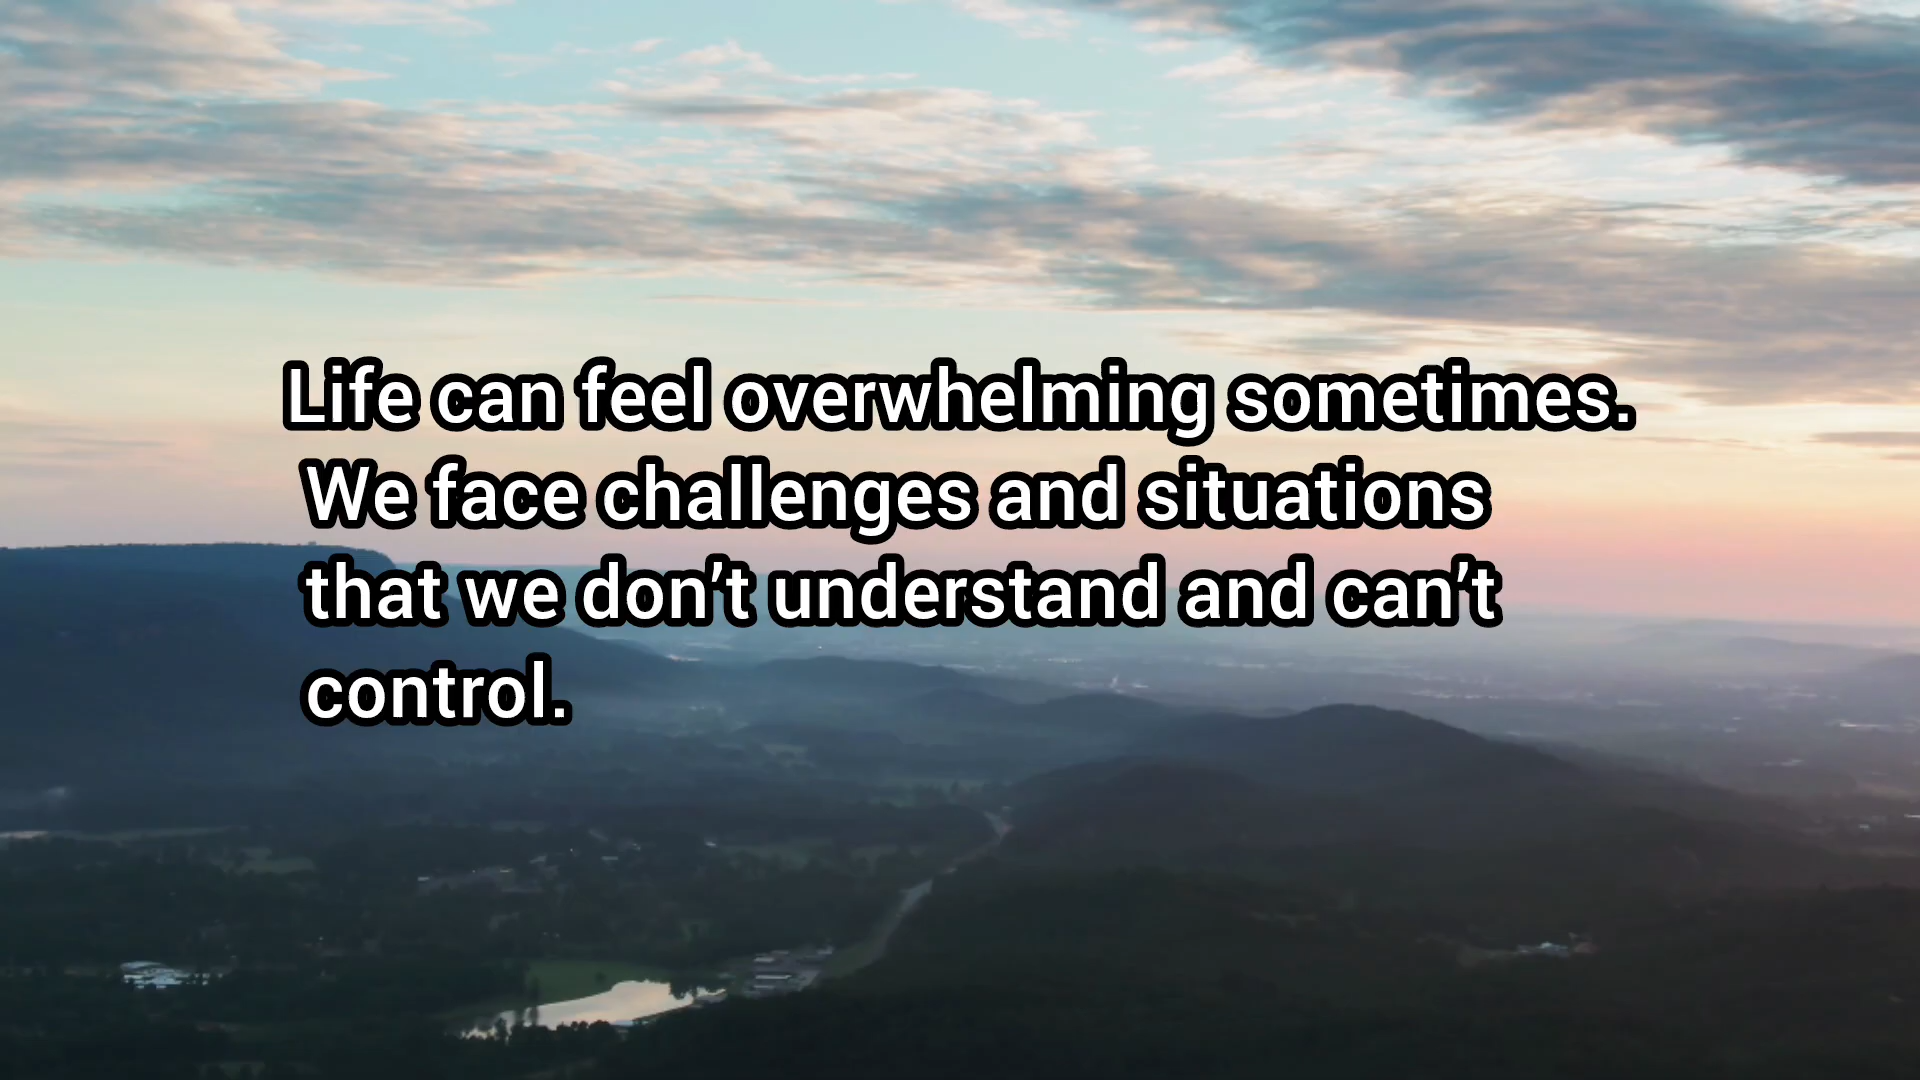 Life can feel overwhelming sometimes.
We face challenges and situations
that we don’t understand and can’t
control.